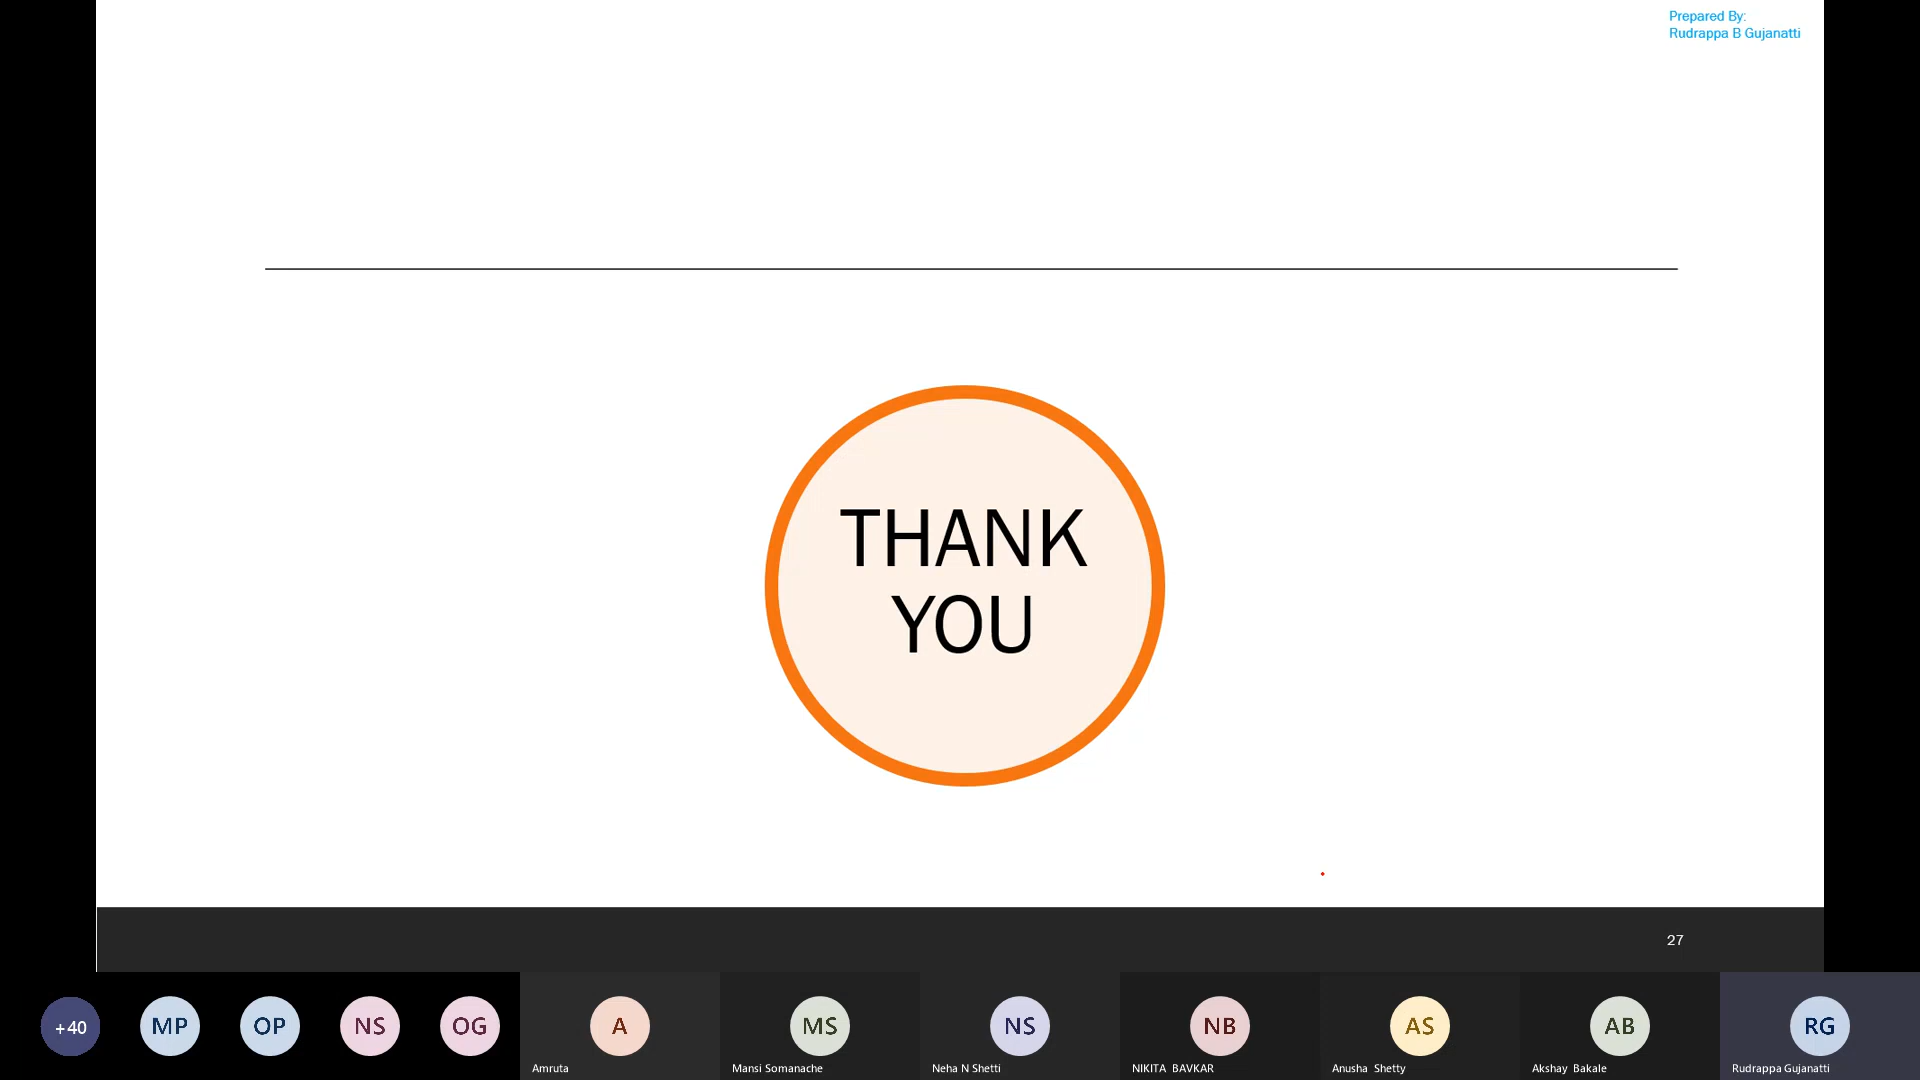 Prepared By:
Rudrappa B Gujanatti
THANK
YOU
27
+40
MP
OP
NS
OG
A
MS
NS
NB
AS
AB
RG
Amruta
Mansi Somanache
Neha N Shetti
NIKITA BAVKAR
Anusha Shetty
Akshay Bakale
Rudrappa Gujanatti